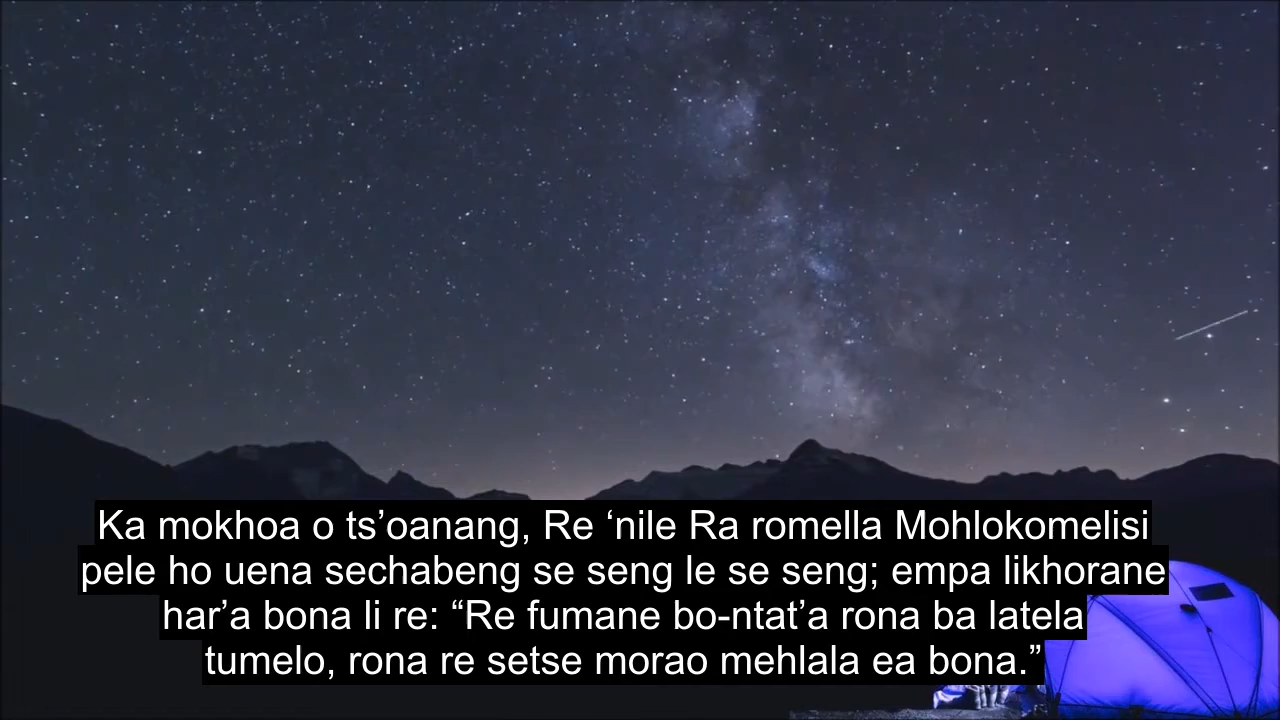 Ka mokhoa o ts’oanang, Re ‘nile Ra romella Mohlokomelisi
pele ho uena sechabeng se seng le se seng; empa likhorane
har’a bona li re: “Re fumane bo-ntat’a rona ba latela
tumelo, rona re setse morao mehlala ea bona.”